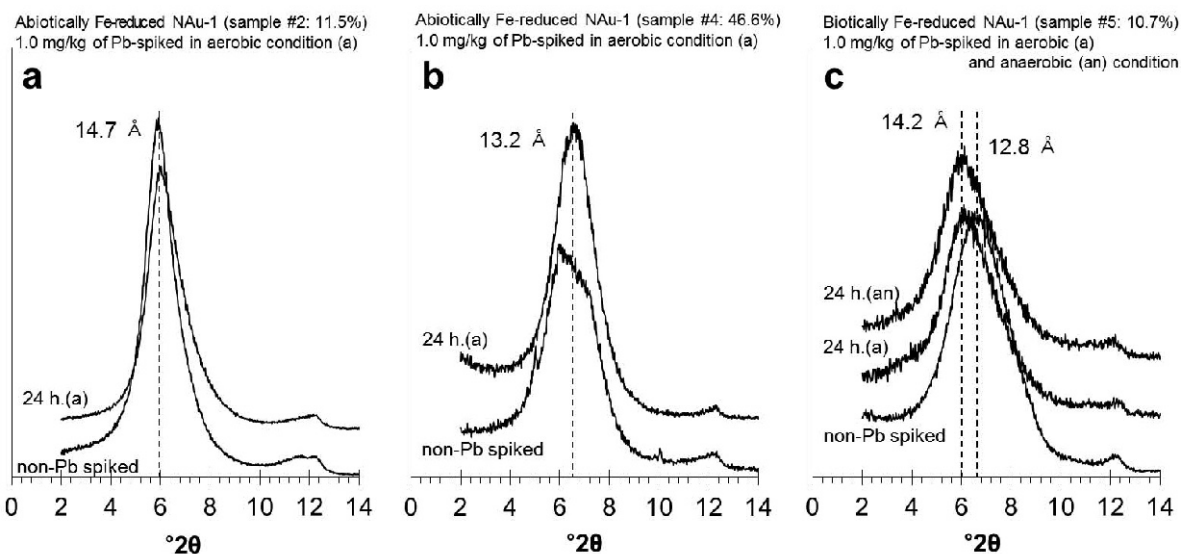 Abiotically Fe-reduced NAu-1 (sample #2: 11.5%)
1.0 mg/kg of Pb-spiked in aerobic condition (a)
a
14.7 Å
24 h.(a)
non-Pb spiked
0 2 4 6 8 10 12 14
°2θ
Abiotically Fe-reduced NAu-1 (sample #4: 46.6%)
1.0 mg/kg of Pb-spiked in aerobic condition (a)
b
13.2 Å
24 h.(a)
non-Pb spiked
0 2 4 6 8 10 12 14
°2θ
Biotically Fe-reduced NAu-1 (sample #5: 10.7%)
1.0 mg/kg of Pb-spiked in aerobic (a)
and anaerobic (an) condition
c
14.2 Å
12.8 Å
24 h.(an)
24 h.(a)
non-Pb spiked
0 2 4 6 8 10 12 14
°2θ